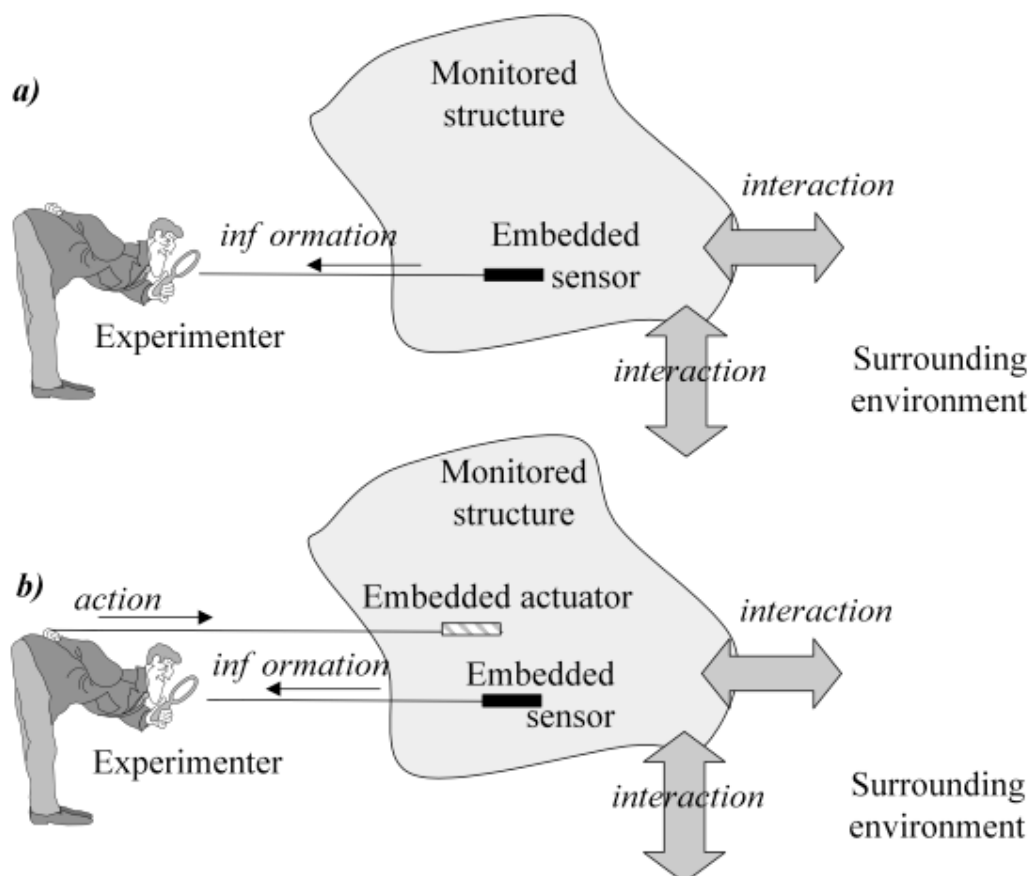 a)
Monitored
structure
interaction
inf ormation
Embedded
sensor
Experimenter
interaction
Surrounding
environment
b)
Monitored
structure
action
Embedded actuator
interaction
inf ormation
Embedded
sensor
Experimenter
interaction
Surrounding
environment